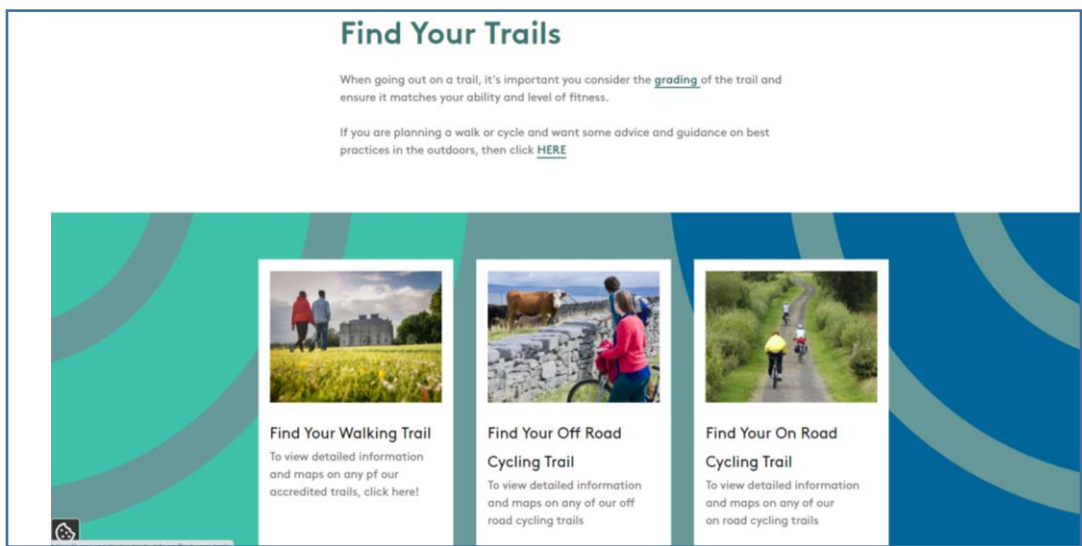 Find Your Trails
When going out on a trail, it's important you consider the grading of the trail and
ensure it matches your ability and level of fitness.
If you are planning a walk or cycle and want some advice and guidance on best
practices in the outdoors, then click HERE
Find Your Walking Trail
To view detailed information
and maps on any pf our
accredited trails, click here!
Find Your Off Road
Cycling Trail
To view detailed information
and maps on any of our off
road cycling trails
Find Your On Road
Cycling Trail
To view detailed information
and maps on any of our
on road cycling trails